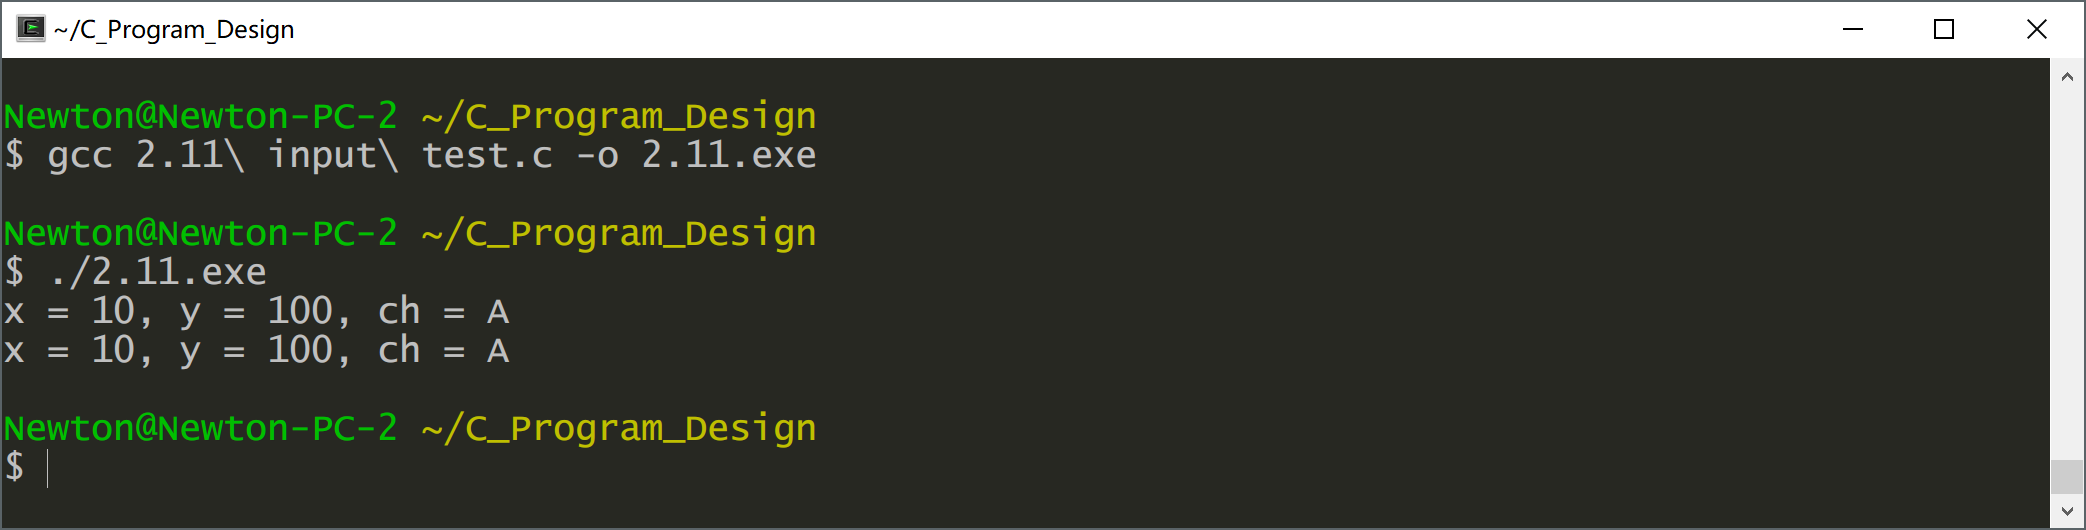 ~/C_Program_Design
Newton@Newton-PC-2 ~/C_Program_Design
$ gcc 2.11\ input\ test.c -o 2.11.exe
Newton@Newton-PC-2 ~/C_Program_Design
$ ./2.11.exe
x = 10, y = 100, ch = A
x = 10, y = 100, ch = A
Newton@Newton-PC-2 ~/C_Program_Design
$